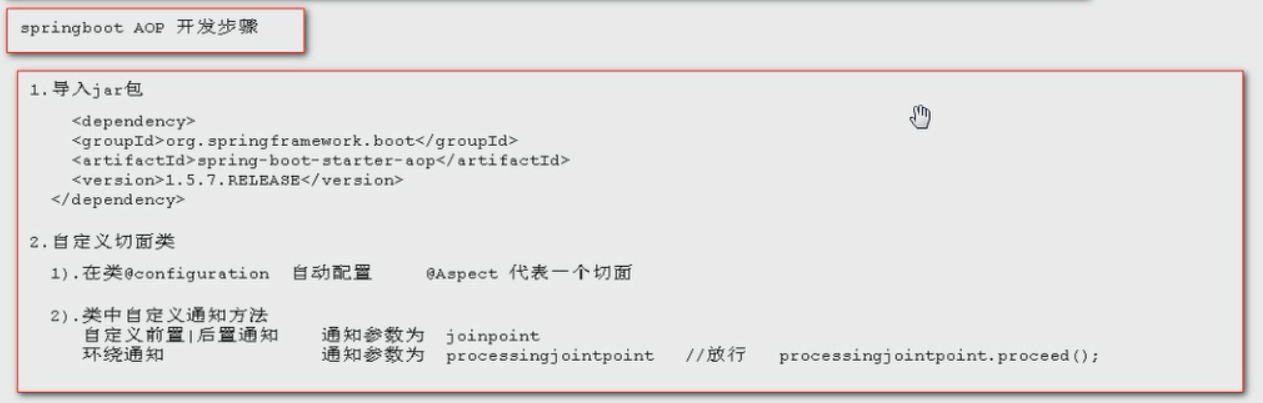 springboot AOP 开发步骤
1.导入jar包
<dependency>
<groupId>org.springframework.boot</groupId>
<artifactId>spring-boot-starter-aop</artifactId>
<version>1.5.7.RELEASE</version>
</dependency>
2.自定义切面类
1).在类@configuration 自动配置 @Aspect 代表一个切面
2).类中自定义通知方法
自定义前置|后置通知 通知参数为 joinpoint
环绕通知 通知参数为 processingjointpoint //放行 processingjointpoint.proceed();